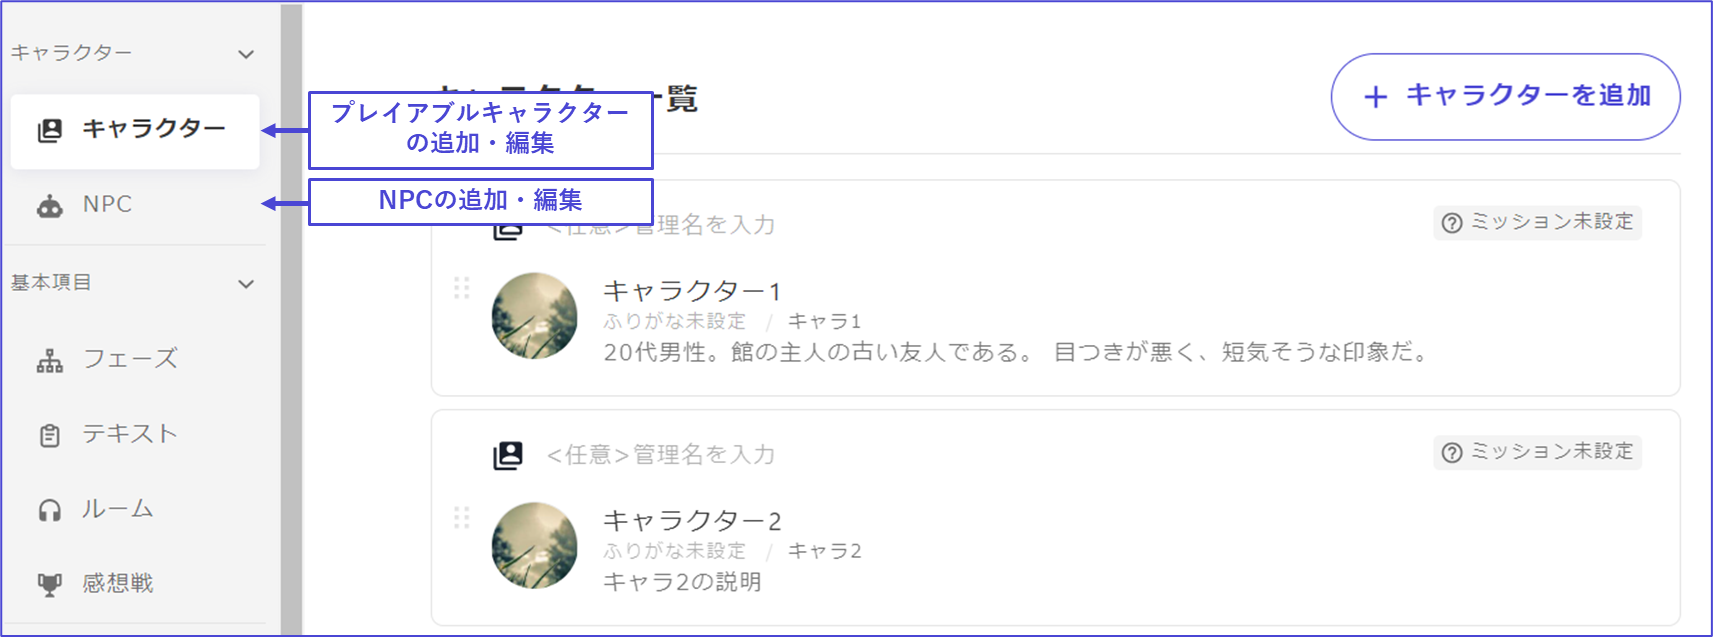 キャラクター
キャラクター
NPC
基本項目
フェーズ
テキスト
ルーム
感想戦
プレイアブルキャラクター
の追加・編集
NPCの追加・編集
一覧
＋ キャラクターを追加
<任意>管理名を入力
ミッション未設定
キャラクター1
ふりがな未設定 / キャラ1
20代男性。館の主人の古い友人である。 目つきが悪く、短気そうな印象だ。
<任意>管理名を入力
ミッション未設定
キャラクター2
ふりがな未設定 / キャラ2
キャラ2の説明